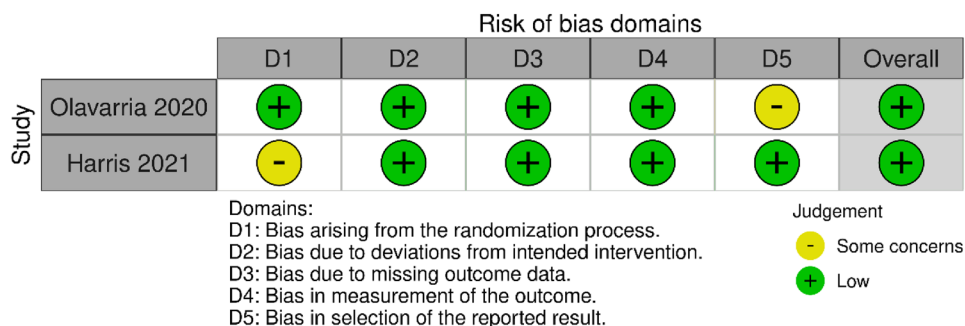 Risk of bias domains
D1 D2 D3 D4 D5 Overall
Study
Olavarria 2020 + + + + - +
Harris 2021 - + + + + +
Domains:
D1: Bias arising from the randomization process.
D2: Bias due to deviations from intended intervention.
D3: Bias due to missing outcome data.
D4: Bias in measurement of the outcome.
D5: Bias in selection of the reported result.
Judgement
- Some concerns
+ Low